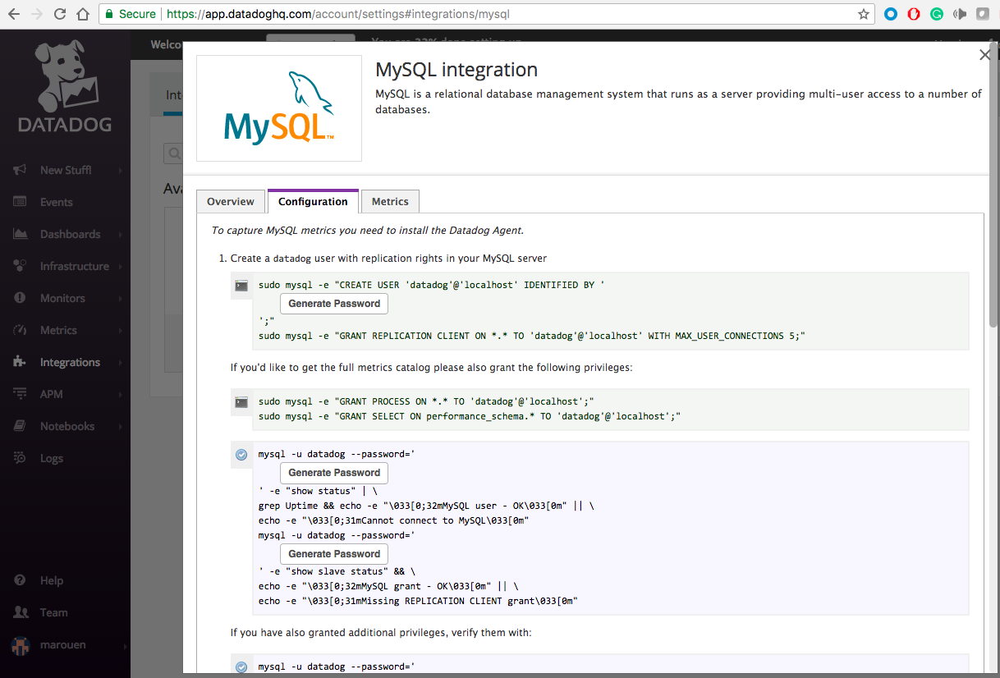 Secure | https://app.datadoghq.com/account/settings#integrations/mysql
Welco
You are 33% done setting up
DATADOG
New Stuff!
Events
Dashboards
Infrastructure
Monitors
Metrics
Integrations
APM
Notebooks
Logs
Help
Team
marouen
Int
Ava
MySQL™
MySQL integration
MySQL is a relational database management system that runs as a server providing multi-user access to a number of
databases.
Overview
Configuration
Metrics
To capture MySQL metrics you need to install the Datadog Agent.
1. Create a datadog user with replication rights in your MySQL server
sudo mysql -e "CREATE USER 'datadog'@'localhost' IDENTIFIED BY '
Generate Password
';"
sudo mysql -e "GRANT REPLICATION CLIENT ON *.* TO 'datadog'@'localhost' WITH MAX_USER_CONNECTIONS 5;"
If you'd like to get the full metrics catalog please also grant the following privileges:
sudo mysql -e "GRANT PROCESS ON *.* TO 'datadog'@'localhost';"
sudo mysql -e "GRANT SELECT ON performance_schema.* TO 'datadog'@'localhost';"
mysql -u datadog --password='
Generate Password
' -e "show status" | \
grep Uptime && echo -e "\033[0;32mMySQL user - OK\033[0m" || \
echo -e "\033[0;31mCannot connect to MySQL\033[0m"
mysql -u datadog --password='
Generate Password
' -e "show slave status" && \
echo -e "\033[0;32mMySQL grant - OK\033[0m" || \
echo -e "\033[0;31mMissing REPLICATION CLIENT grant\033[0m"
If you have also granted additional privileges, verify them with:
mysql -u datadog --password='